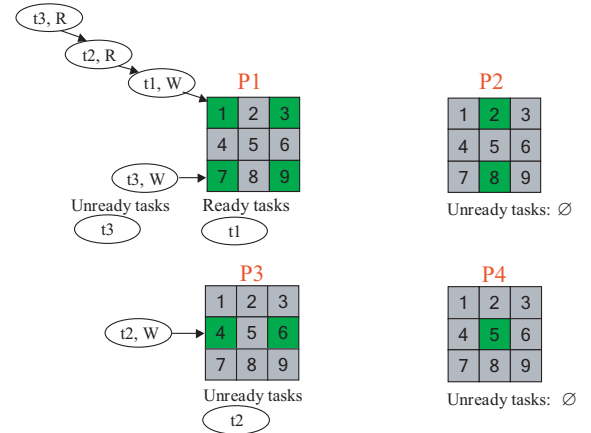 t3, R
t2, R
t1, W
P1
1 2 3
4 5 6
7 8 9
t3, W
Unready tasks
t3
Ready tasks
t1
P2
1 2 3
4 5 6
7 8 9
Unready tasks: ∅
P3
1 2 3
4 5 6
7 8 9
t2, W
Unready tasks
t2
P4
1 2 3
4 5 6
7 8 9
Unready tasks: ∅